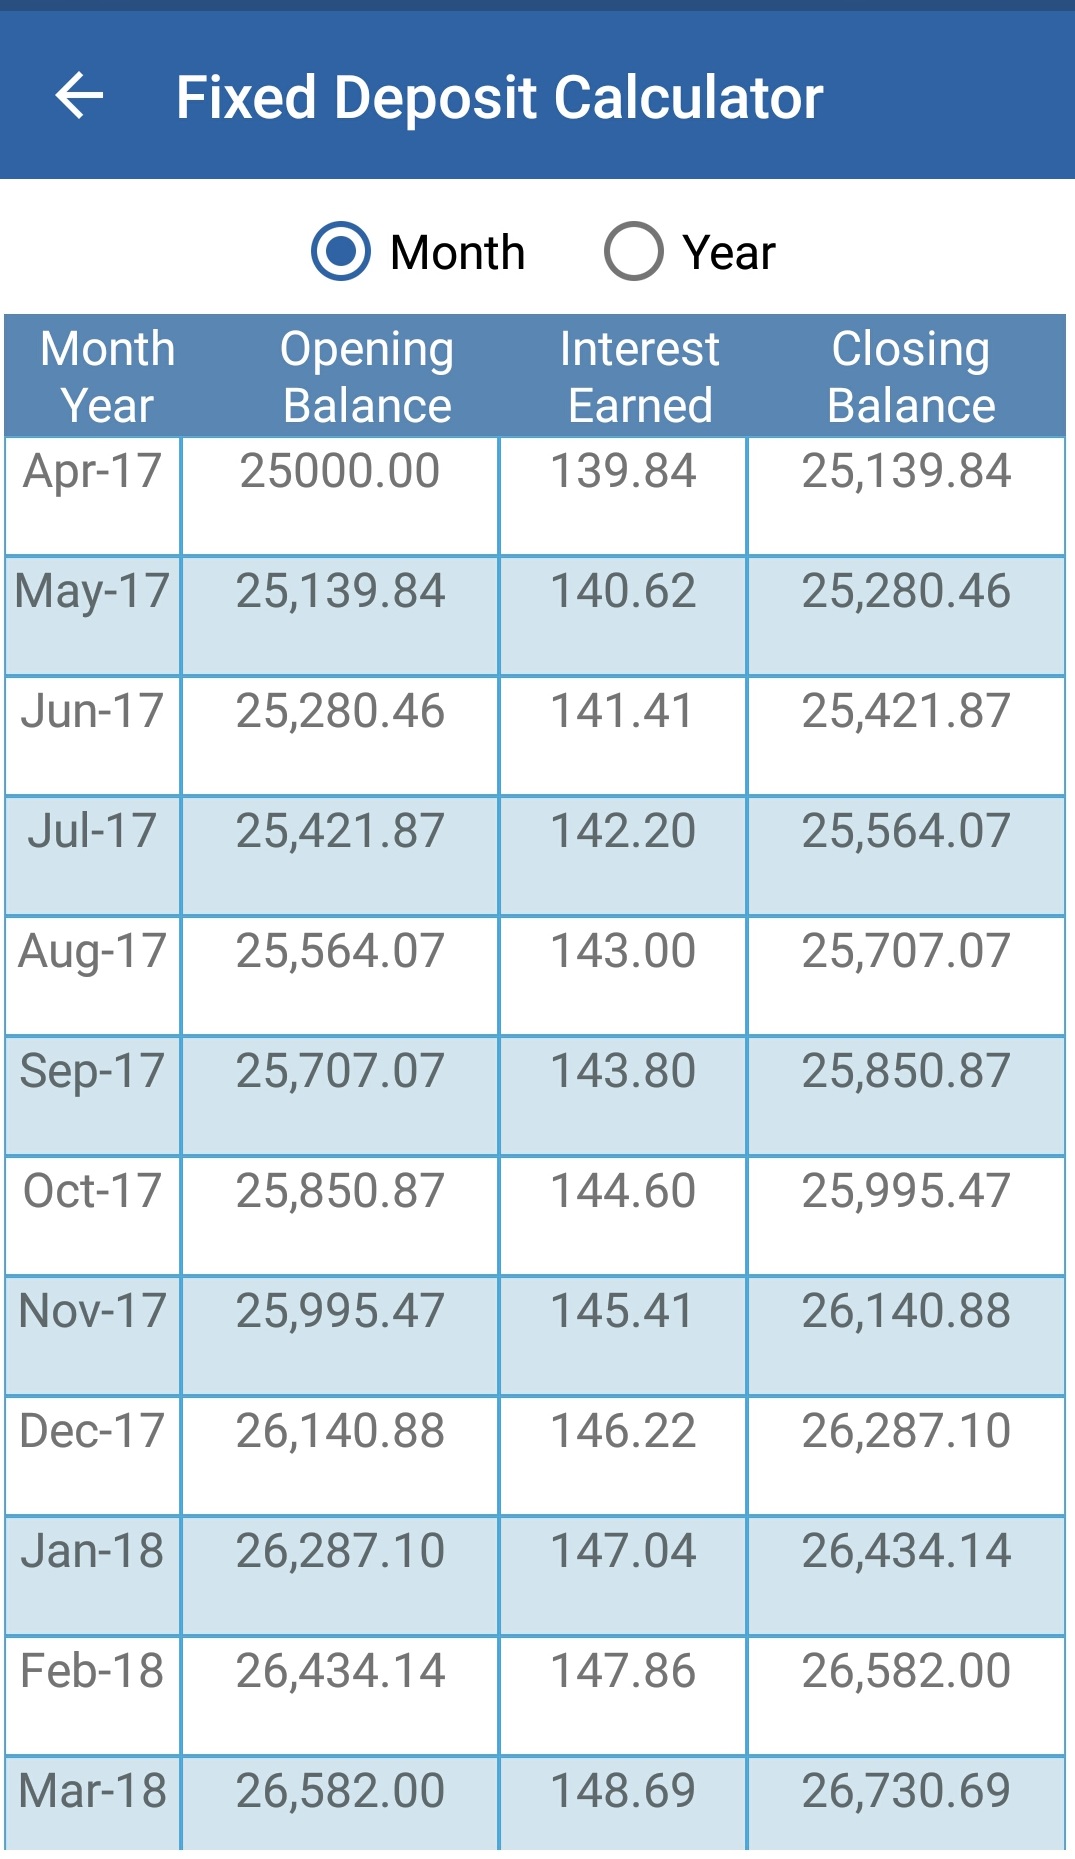 Fixed Deposit Calculator
Month Year
Month Year Opening Balance Interest Earned Closing Balance
Apr-17 25000.00 139.84 25,139.84
May-17 25,139.84 140.62 25,280.46
Jun-17 25,280.46 141.41 25,421.87
Jul-17 25,421.87 142.20 25,564.07
Aug-17 25,564.07 143.00 25,707.07
Sep-17 25,707.07 143.80 25,850.87
Oct-17 25,850.87 144.60 25,995.47
Nov-17 25,995.47 145.41 26,140.88
Dec-17 26,140.88 146.22 26,287.10
Jan-18 26,287.10 147.04 26,434.14
Feb-18 26,434.14 147.86 26,582.00
Mar-18 26,582.00 148.69 26,730.69